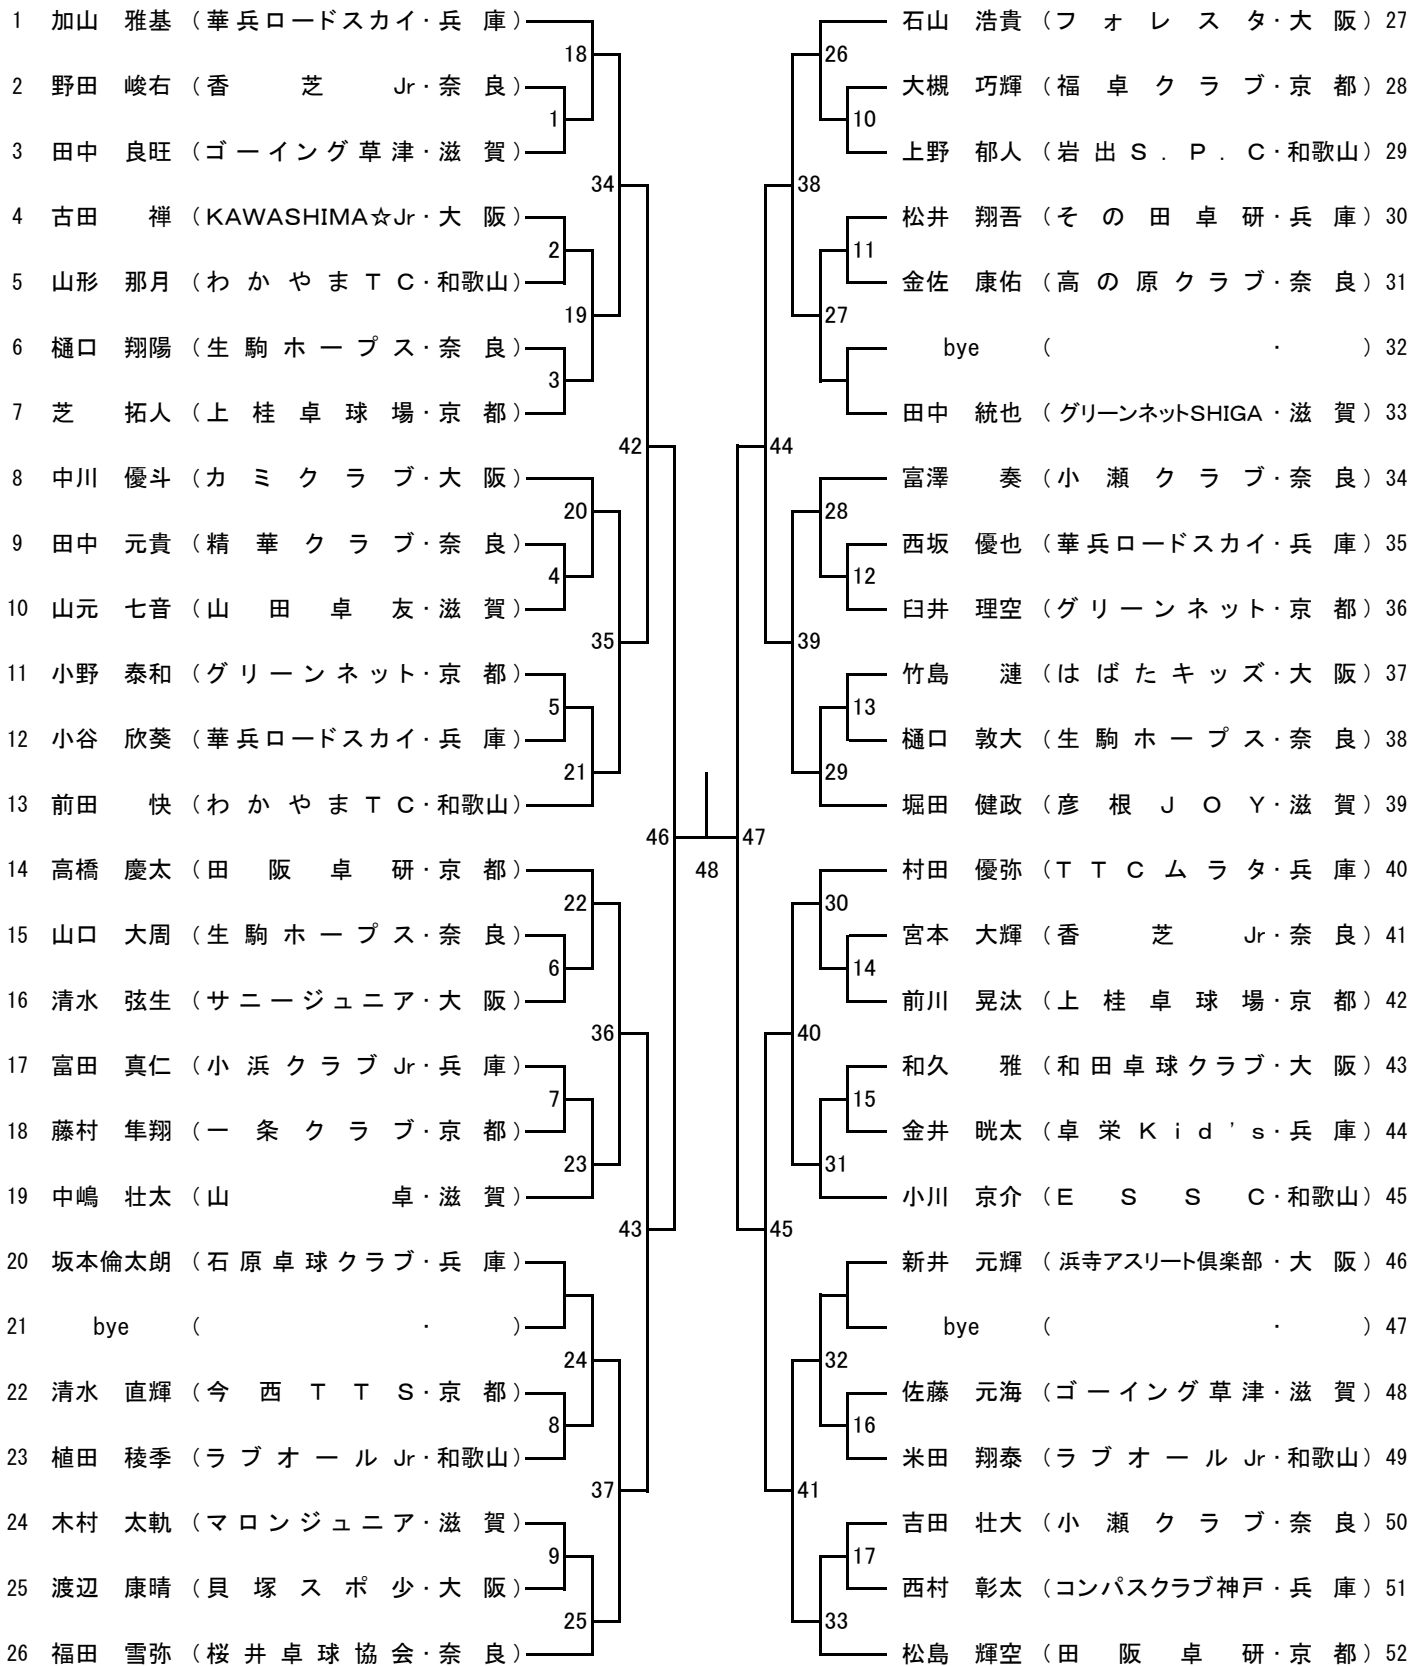 1 加山 雅基 (華兵ロードスカイ・兵 庫)
18
2 野田 峻右 (香 芝 Jr・奈 良)
1
3 田中 良旺 (ゴーイング草津・滋 賀)
34
4 古田 禅 (KAWASHIMA☆Jr・大 阪)
2
5 山形 那月 (わ か や ま T C・和歌山)
19
6 樋口 翔陽 (生 駒 ホ ー プ ス・奈 良)
3
7 芝 拓人 (上 桂 卓 球 場・京 都)
42
8 中川 優斗 (カ ミ ク ラ ブ・大 阪)
20
9 田中 元貴 (精 華 ク ラ ブ・奈 良)
4
10 山元 七音 (山 田 卓 友・滋 賀)
35
11 小野 泰和 (グ リ ー ン ネ ッ ト・京 都)
5
12 小谷 欣葵 (華兵ロードスカイ・兵 庫)
21
13 前田 快 (わ か や ま T C・和歌山)
46
14 高橋 慶太 (田 阪 卓 研・京 都)
22
15 山口 大周 (生 駒 ホ ー プ ス・奈 良)
6
16 清水 弦生 (サニージュニア・大 阪)
36
17 富田 真仁 (小 浜 ク ラ ブ Jr・兵 庫)
7
18 藤村 隼翔 (一 条 ク ラ ブ・京 都)
23
19 中嶋 壮太 (山 卓・滋 賀)
43
20 坂本倫太朗 (石 原 卓 球 ク ラ ブ・兵 庫)
21 bye ( ・ )
24
22 清水 直輝 (今 西 T T S・京 都)
8
23 植田 稜季 (ラ ブ オ ー ル Jr・和歌山)
37
24 木村 太軌 (マ ロ ン ジ ュ ニ ア・滋 賀)
9
25 渡辺 康晴 (貝 塚 ス ポ 少・大 阪)
25
26 福田 雪弥 (桜 井 卓 球 協 会・奈 良)
48
石山 浩貴 (フ ォ レ ス タ・大 阪) 27
26
大槻 巧輝 (福 卓 ク ラ ブ・京 都) 28
10
上野 郁人 (岩 出 S . P . C・和歌山) 29
38
松井 翔吾 (そ の 田 卓 研・兵 庫) 30
11
金佐 康佑 (高 の 原 ク ラ ブ・奈 良) 31
27
bye ( ・ ) 32
田中 統也 (グリーンネットSHIGA・滋 賀) 33
44
富澤 奏 (小 瀬 ク ラ ブ・奈 良) 34
28
西坂 優也 (華兵ロードスカイ・兵 庫) 35
12
臼井 理空 (グ リ ー ン ネ ッ ト・京 都) 36
39
竹島 漣 (は ば た キ ッ ズ・大 阪) 37
13
樋口 敦大 (生 駒 ホ ー プ ス・奈 良) 38
29
堀田 健政 (彦 根 J O Y・滋 賀) 39
47
村田 優弥 (T T C ム ラ タ・兵 庫) 40
30
宮本 大輝 (香 芝 Jr・奈 良) 41
14
前川 晃汰 (上 桂 卓 球 場・京 都) 42
40
和久 雅 (和 田 卓 球 ク ラ ブ・大 阪) 43
15
金井 晄太 (卓 栄 K i d ' s・兵 庫) 44
31
小川 京介 (E S S C・和歌山) 45
45
新井 元輝 (浜寺アスリート倶楽部・大 阪) 46
bye ( ・ ) 47
32
佐藤 元海 (ゴーイング草津・滋 賀) 48
16
米田 翔泰 (ラ ブ オ ー ル Jr・和歌山) 49
41
吉田 壮大 (小 瀬 ク ラ ブ・奈 良) 50
17
西村 彰太 (コンパスクラブ神戸・兵 庫) 51
33
松島 輝空 (田 阪 卓 研・京 都) 52